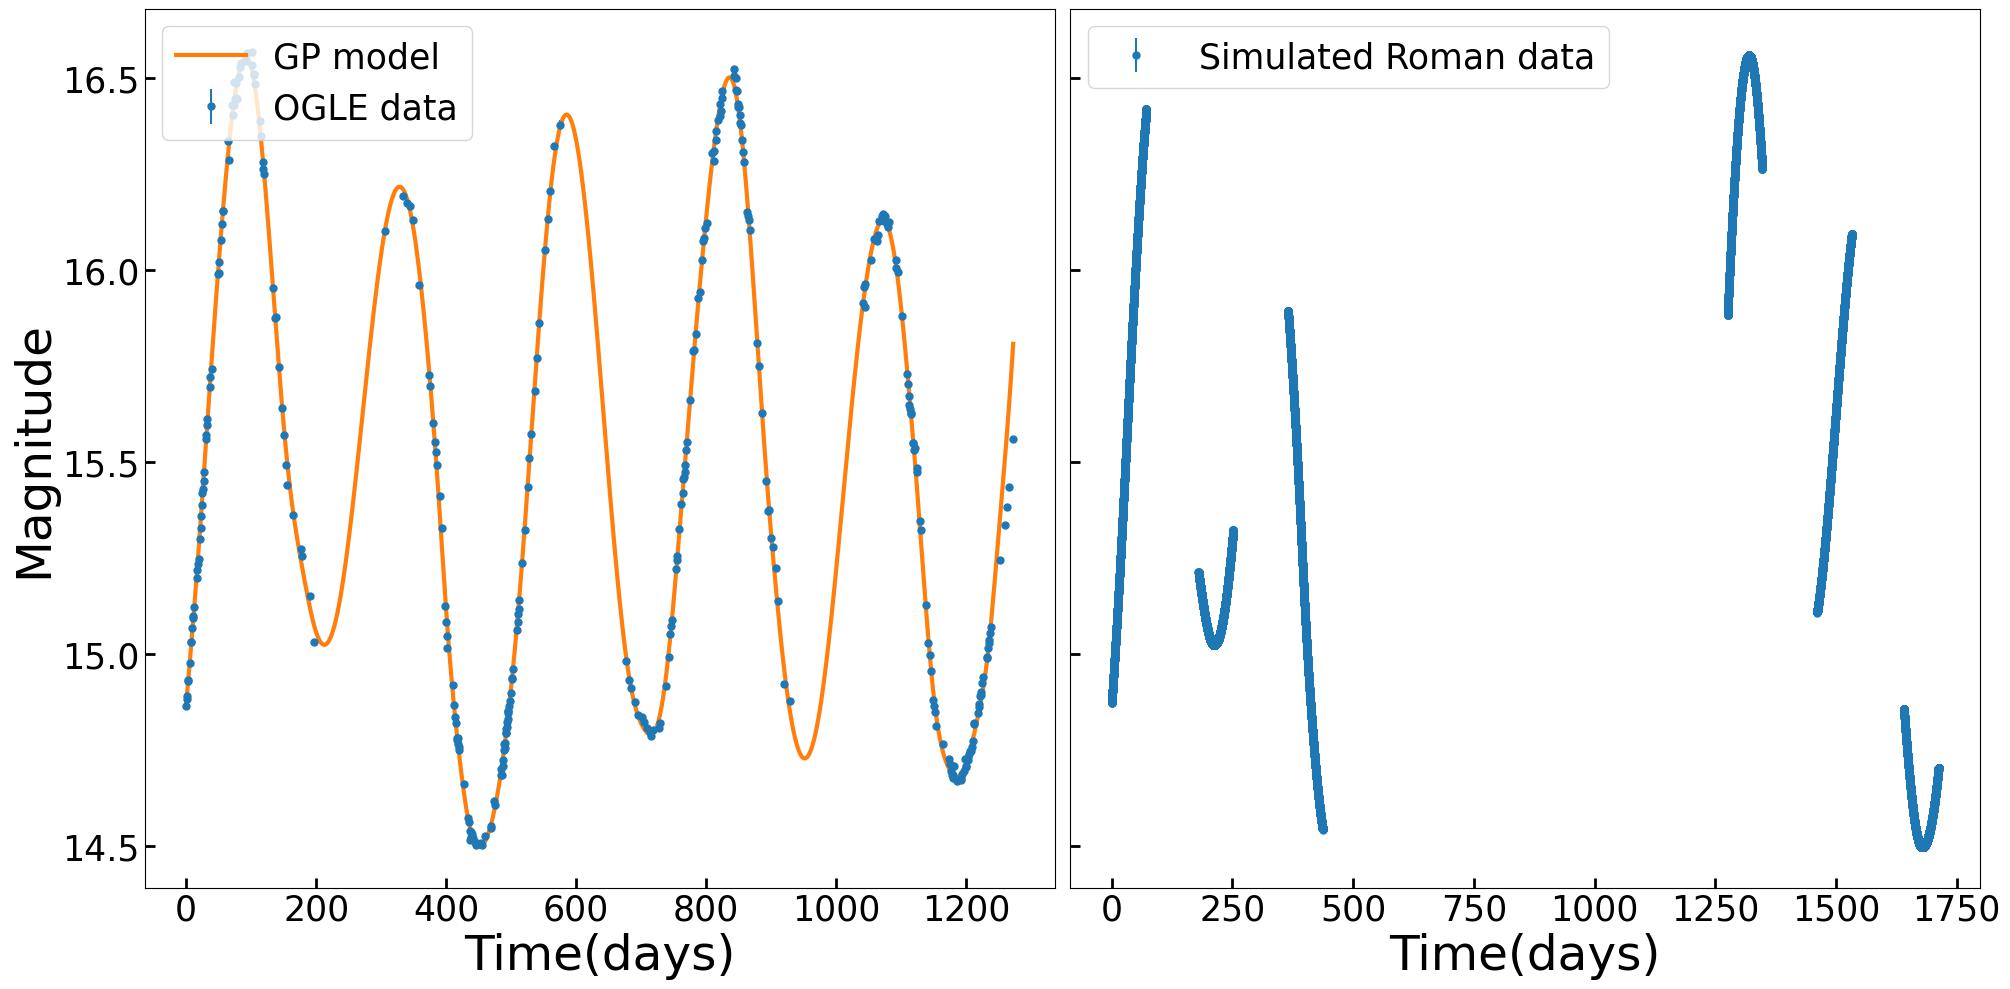 GP model
OGLE data
Simulated Roman data
Magnitude
16.5
16.0
15.5
15.0
14.5
0 200 400 600 800 1000 1200
0 250 500 750 1000 1250 1500 1750
Time(days)
Time(days)